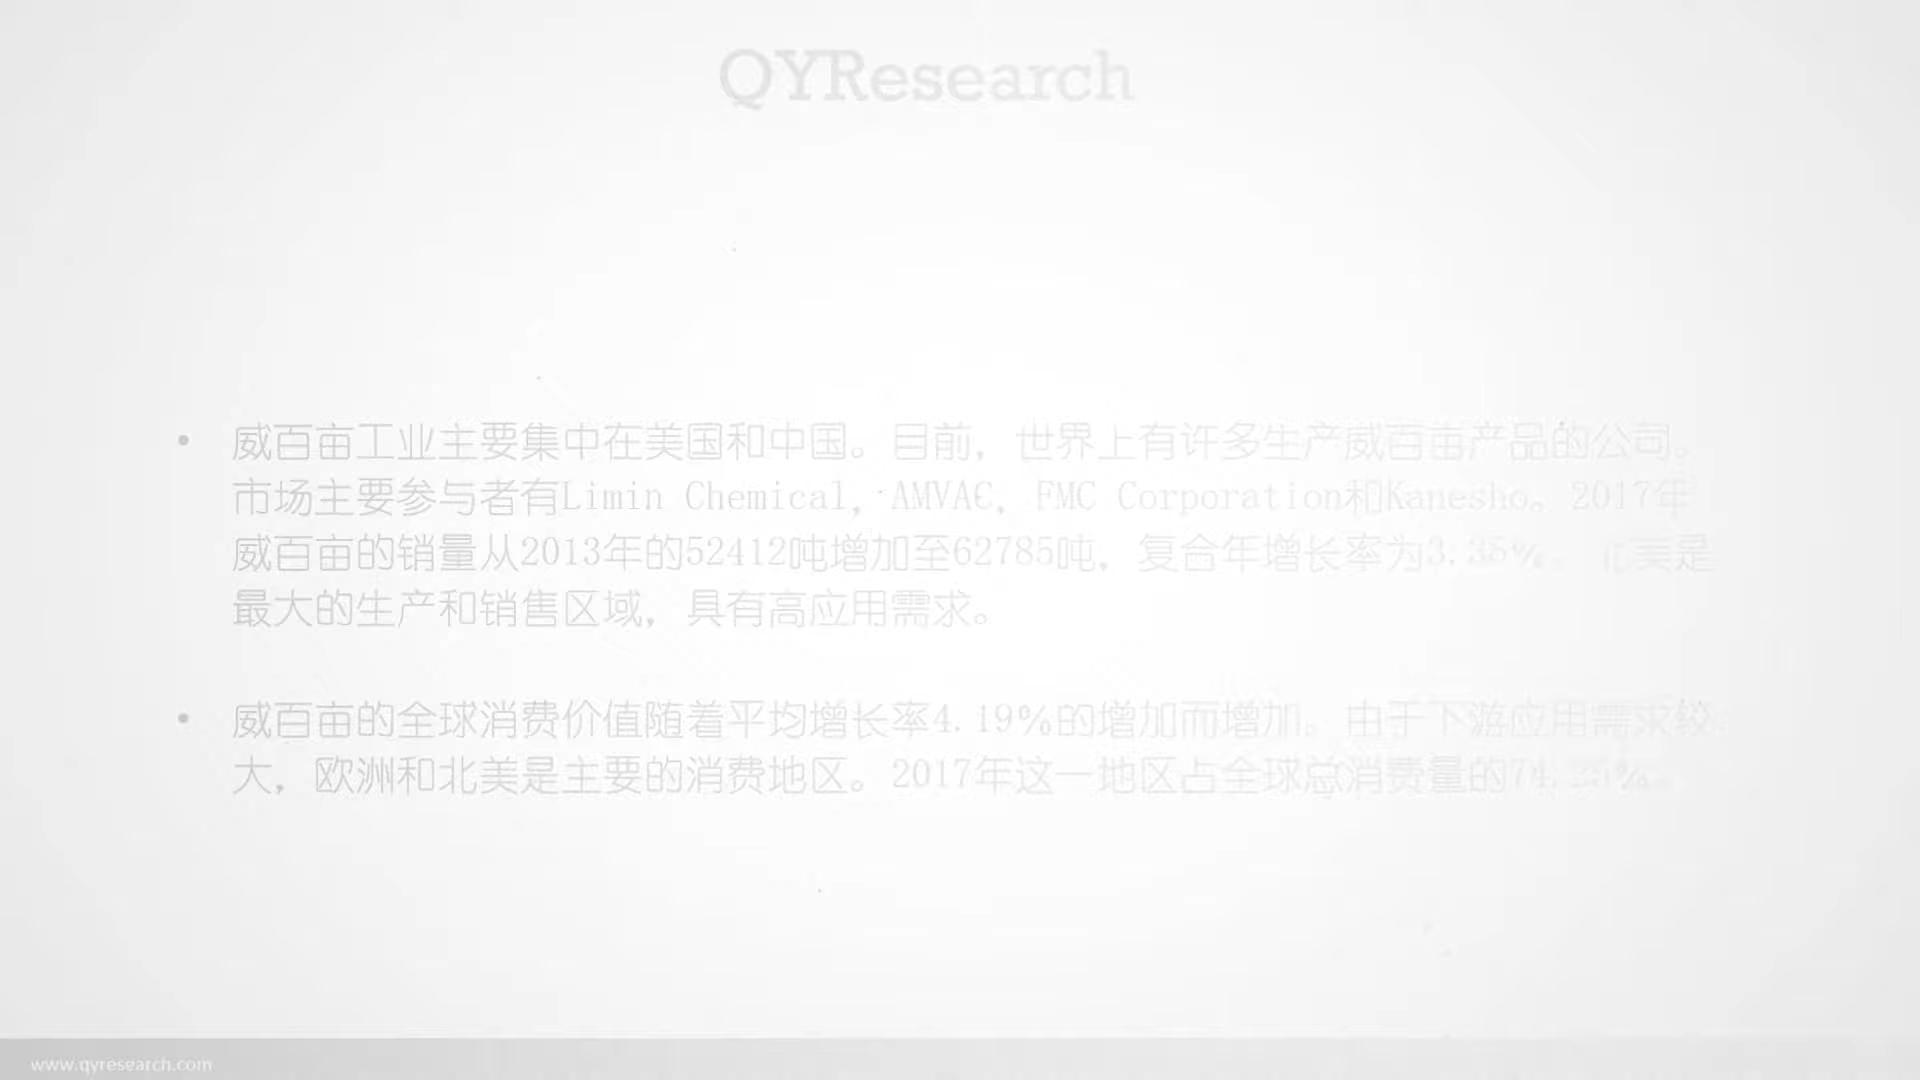 QYResearch
• 威百亩工业主要集中在美国和中国。目前，世界上有许多生产威百亩产品的公司。
市场主要参与者有Limin Chemical，AMVAC，FMC Corporation和Kanesho。2017年
威百亩的销量从2013年的52412吨增加至62785吨，复合年增长率为 北美是
最大的生产和销售区域，具有高应用需求。
• 威百亩的全球消费价值随着平均增长率4.19%的增加而增加。由于下游应用需求较
大，欧洲和北美是主要的消费地区。2017年这一地区占全球总消费量的
www.qyresearch.com